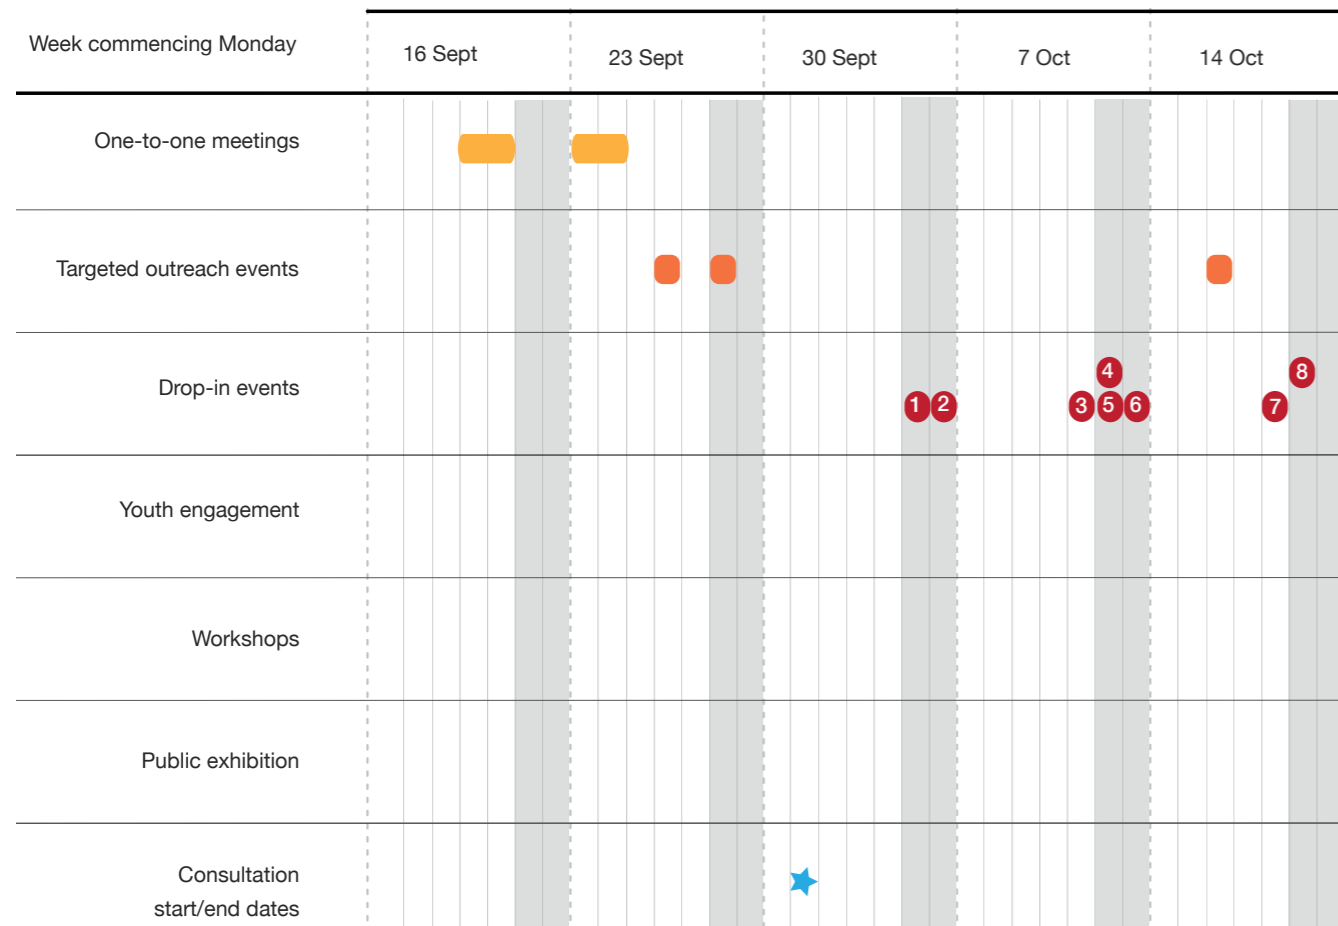 Week commencing Monday
16 Sept
23 Sept
30 Sept
7 Oct
14 Oct
One-to-one meetings
Targeted outreach events
Drop-in events
4
8
1
2
3
5
6
7
Youth engagement
Workshops
Public exhibition
Consultation
start/end dates